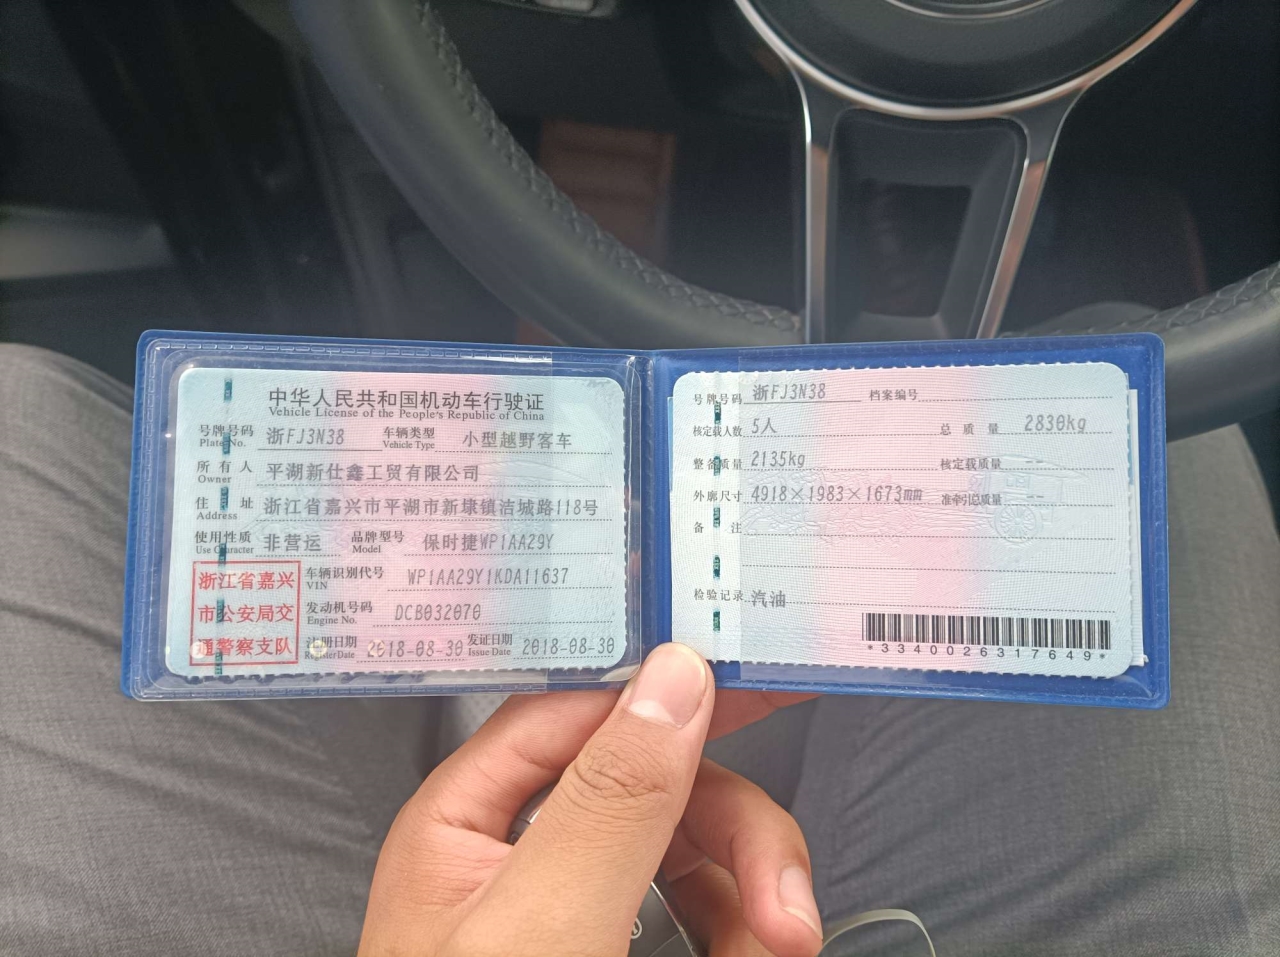 中华人民共和国机动车行驶证
Vehicle License of the People's Republic of China
号牌号码 浙FJ3N38 车辆类型 小型越野客车
Plate No. Vehicle Type
所有人 平湖新仕鑫工贸有限公司
Owner
住址 浙江省嘉兴市平湖市新埭镇洁城路118号
Address
使用性质 非营运 品牌型号 保时捷WP1AA29Y
Use Character Model
浙江省嘉兴
市公安局交
通警察支队
车辆识别代号 WP1AA29Y1KDA11637
VIN
发动机号码 DCB032070
Engine No.
注册日期 2018-08-30 发证日期 2018-08-30
Register Date Issue Date
号牌号码 浙FJ3N38 档案编号
核定载人数 5人 总质量 2830kg
整备质量 2135kg 核定载质量 --
外廓尺寸 4918×1983×1673mm 准牵引总质量 --
备注
检验记录 汽油
*3340026317649*